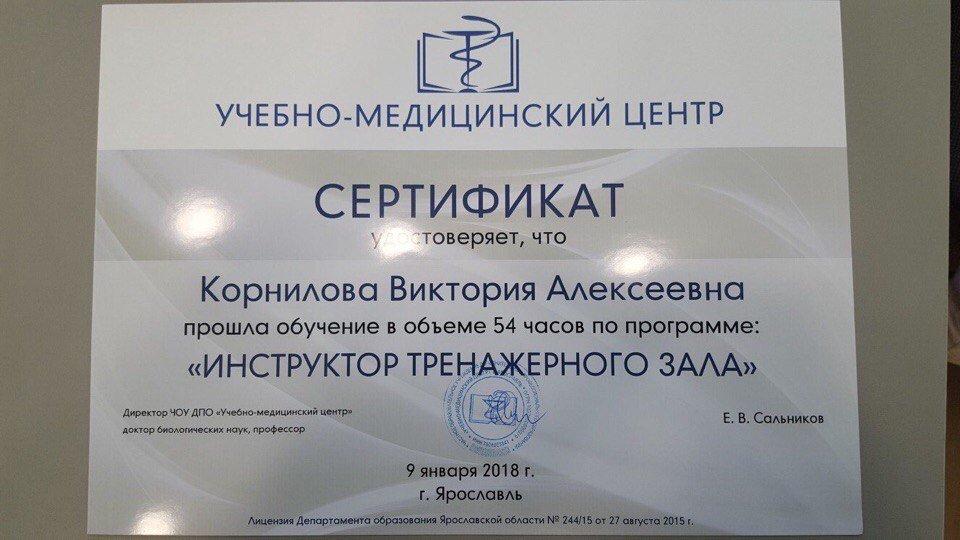 УЧЕБНО-МЕДИЦИНСКИЙ ЦЕНТР
СЕРТИФИКАТ
удостоверяет, что
Корнилова Виктория Алексеевна
прошла обучение в объеме 54 часов по программе:
«ИНСТРУКТОР ТРЕНАЖЕРНОГО ЗАЛА»
Директор ЧОУ ДПО «Учебно-медицинский центр»
доктор биологических наук, профессор
Е. В. Сальников
9 января 2018 г.
г. Ярославль
Лицензия Департамента образования Ярославской области № 244/15 от 27 августа 2015 г.